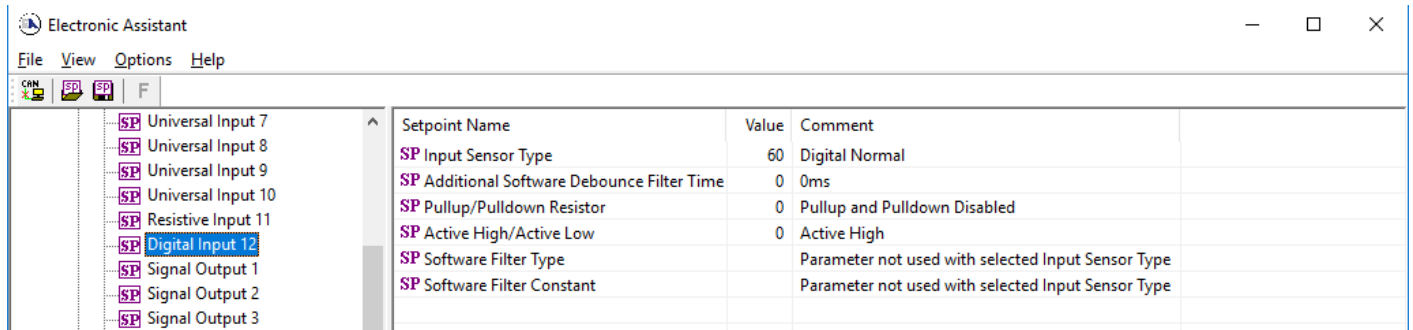 Electronic Assistant
File View Options Help
CAN SP SP F
SP Universal Input 7
SP Universal Input 8
SP Universal Input 9
SP Universal Input 10
SP Resistive Input 11
SP Digital Input 12
SP Signal Output 1
SP Signal Output 2
SP Signal Output 3
Setpoint Name Value Comment
SP Input Sensor Type 60 Digital Normal
SP Additional Software Debounce Filter Time 0 0ms
SP Pullup/Pulldown Resistor 0 Pullup and Pulldown Disabled
SP Active High/Active Low 0 Active High
SP Software Filter Type Parameter not used with selected Input Sensor Type
SP Software Filter Constant Parameter not used with selected Input Sensor Type